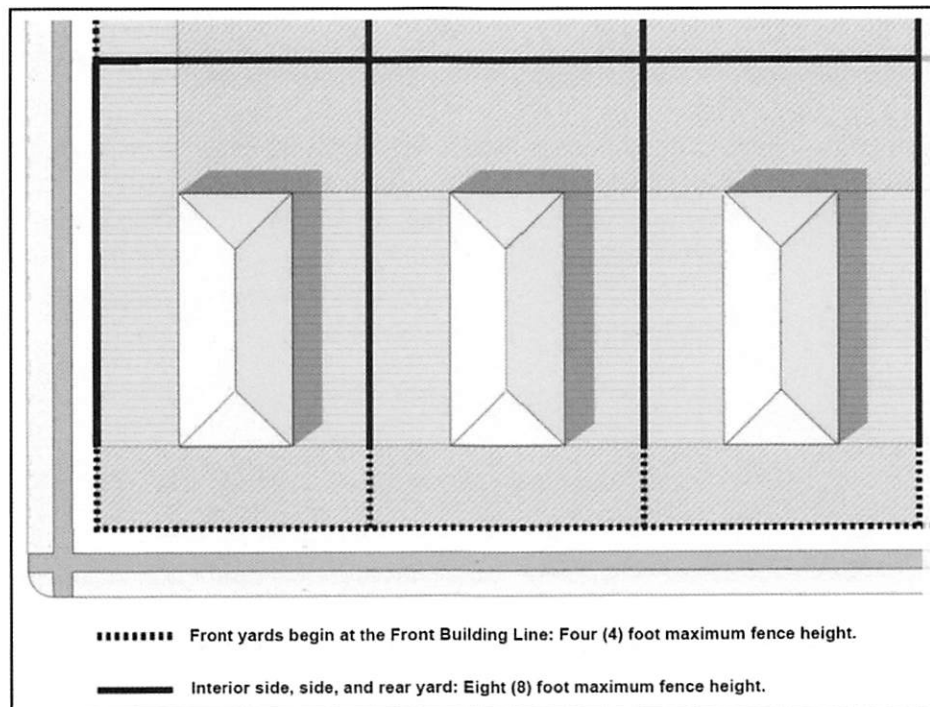 Front yards begin at the Front Building Line: Four (4) foot maximum fence height.
Interior side, side, and rear yard: Eight (8) foot maximum fence height.